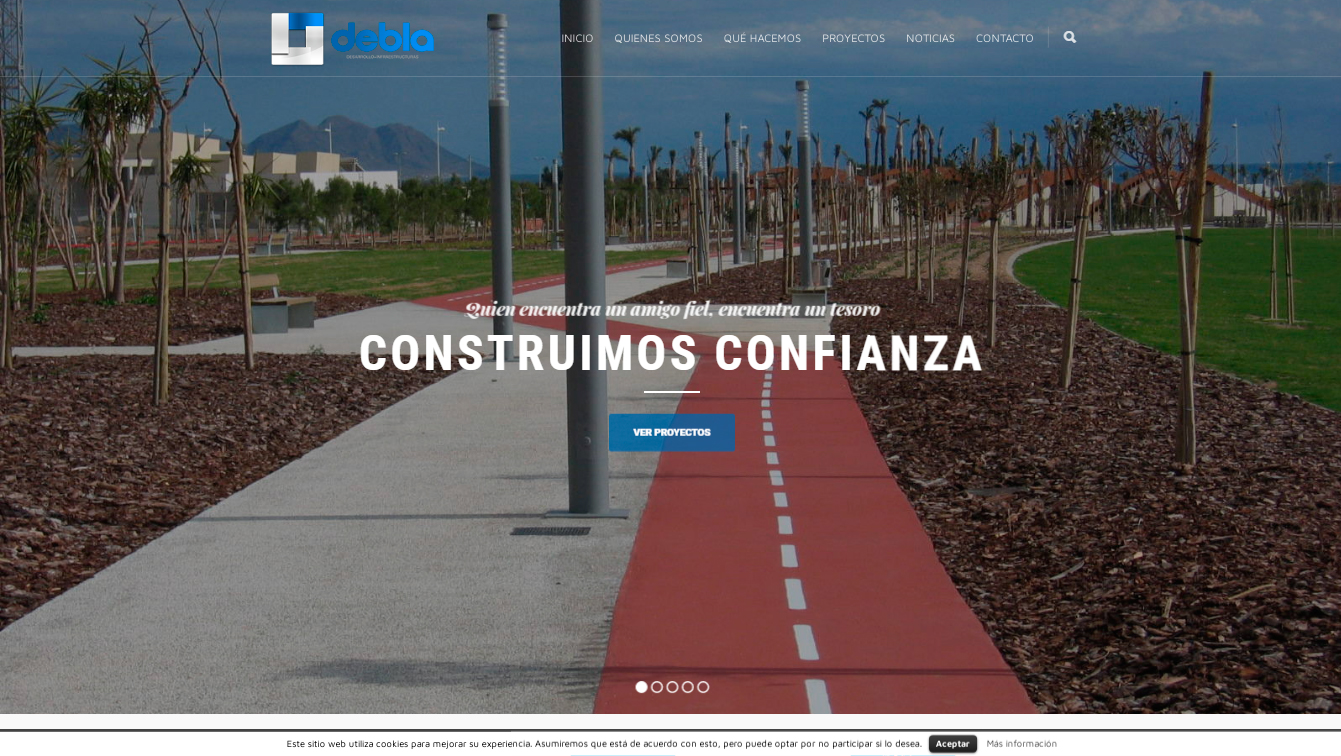 debla
DESARROLLO INFRAESTRUCTURAS
INICIO QUIENES SOMOS QUÉ HACEMOS PROYECTOS NOTICIAS CONTACTO
Quien encuentra un amigo fiel, encuentra un tesoro
CONSTRUIMOS CONFIANZA
VER PROYECTOS
Este sitio web utiliza cookies para mejorar su experiencia. Asumiremos que está de acuerdo con esto, pero puede optar por no participar si lo desea. Aceptar Más información